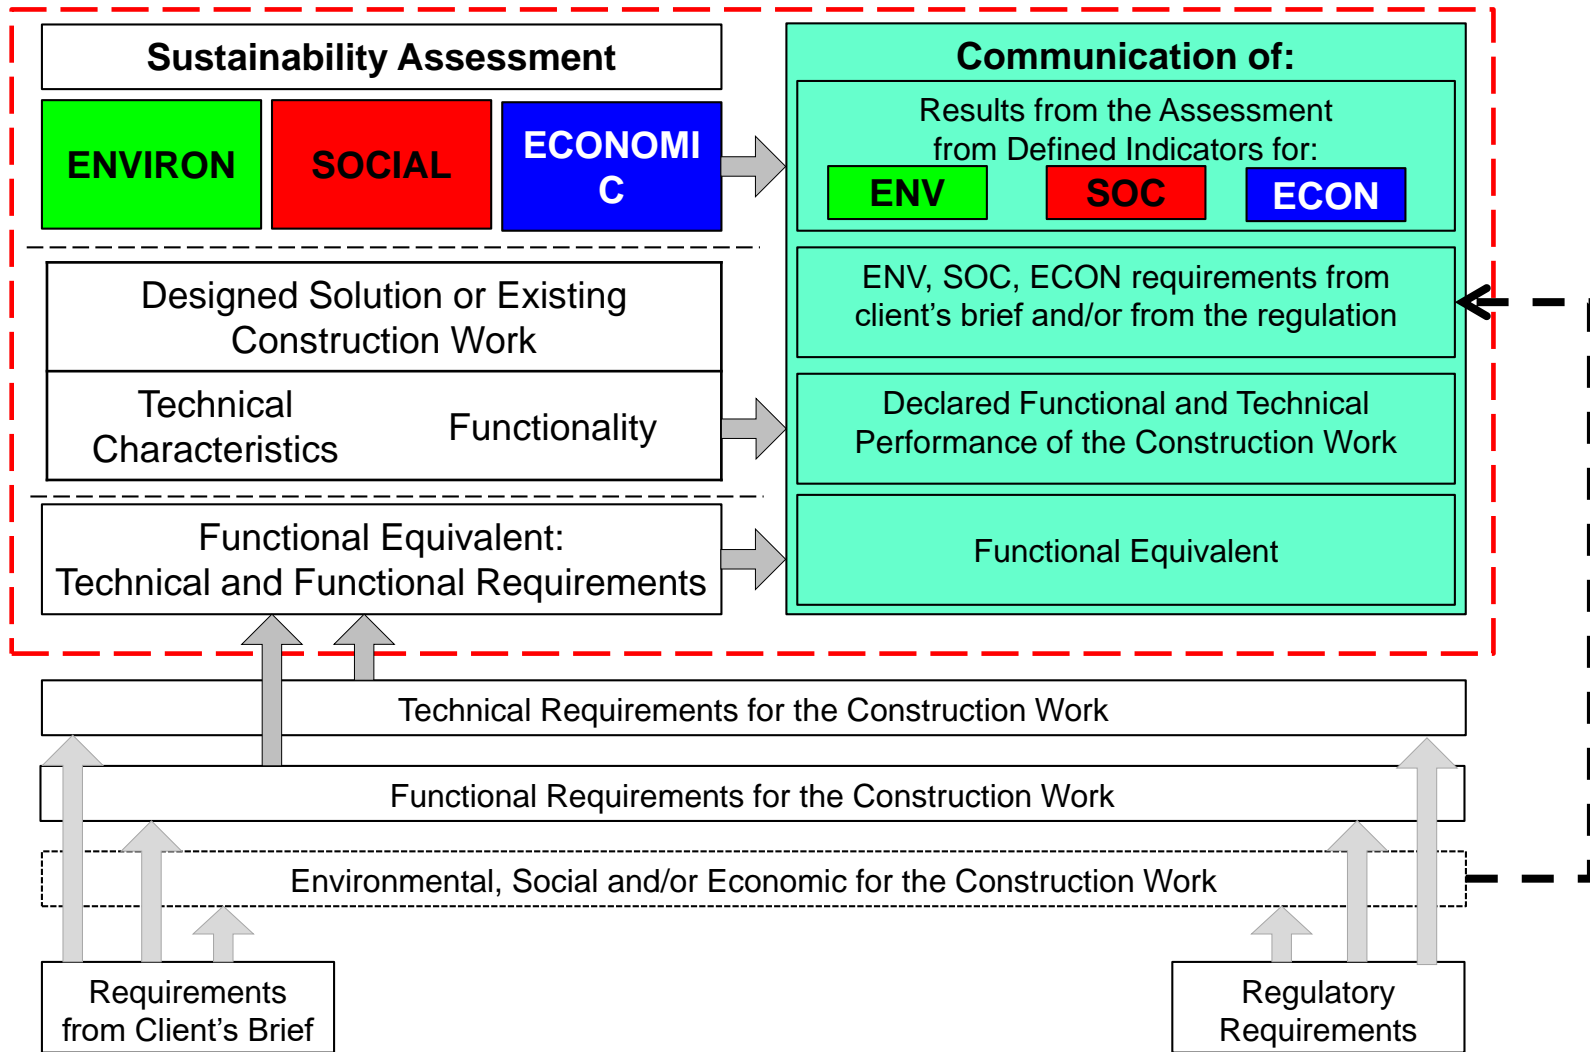 Sustainability Assessment
ENVIRON
SOCIAL
ECONOMI
C
Designed Solution or Existing
Construction Work
Technical
Characteristics
Functionality
Functional Equivalent:
Technical and Functional Requirements
Communication of:
Results from the Assessment
from Defined Indicators for:
ENV
SOC
ECON
ENV, SOC, ECON requirements from
client’s brief and/or from the regulation
Declared Functional and Technical
Performance of the Construction Work
Functional Equivalent
Technical Requirements for the Construction Work
Functional Requirements for the Construction Work
Environmental, Social and/or Economic for the Construction Work
Requirements
from Client’s Brief
Regulatory
Requirements